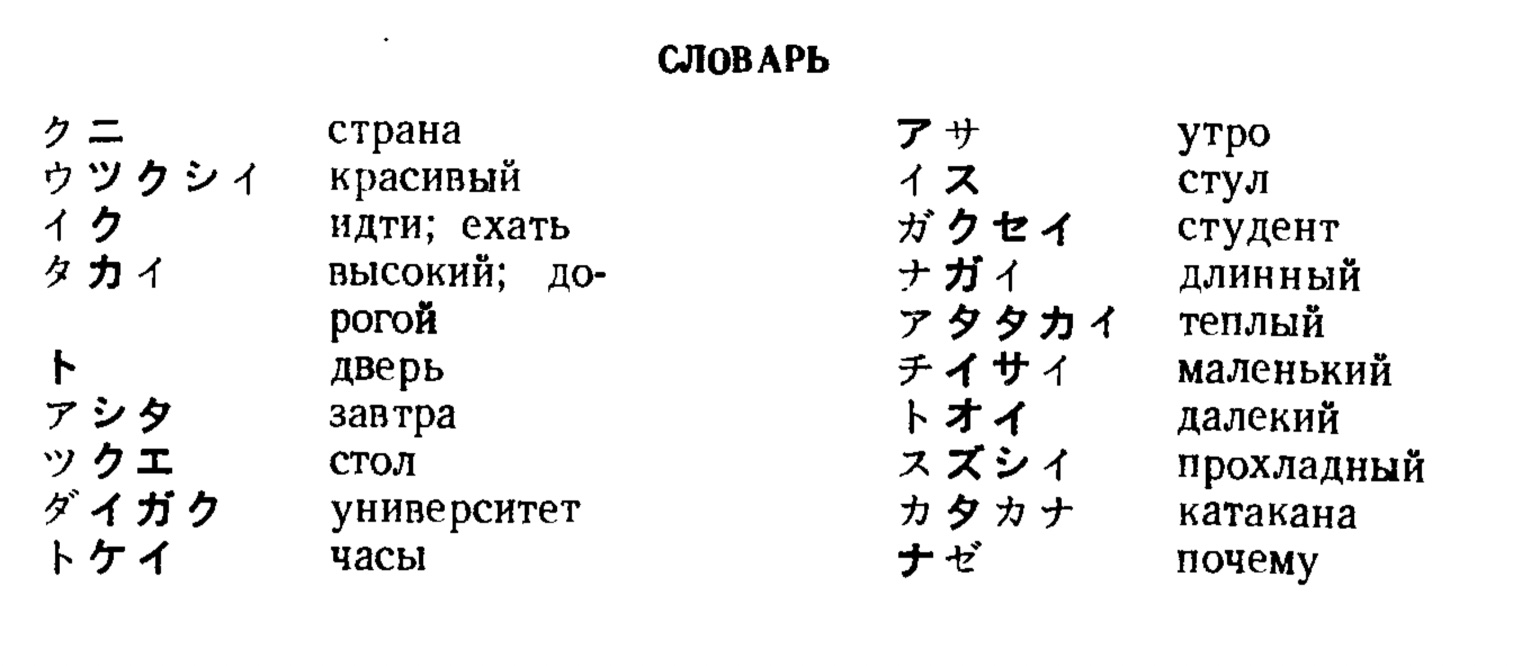 СЛОВАРЬ
クニ страна
ウツクシイ красивый
イク идти; ехать
タカイ высокий; до-
рогой
ト дверь
アシタ завтра
ツクエ стол
ダイガク университет
トケイ часы
アサ утро
イス стул
ガクセイ студент
ナガイ длинный
アタタカイ теплый
チイサイ маленький
トオイ далекий
スズシイ прохладный
カタカナ катакана
ナゼ почему